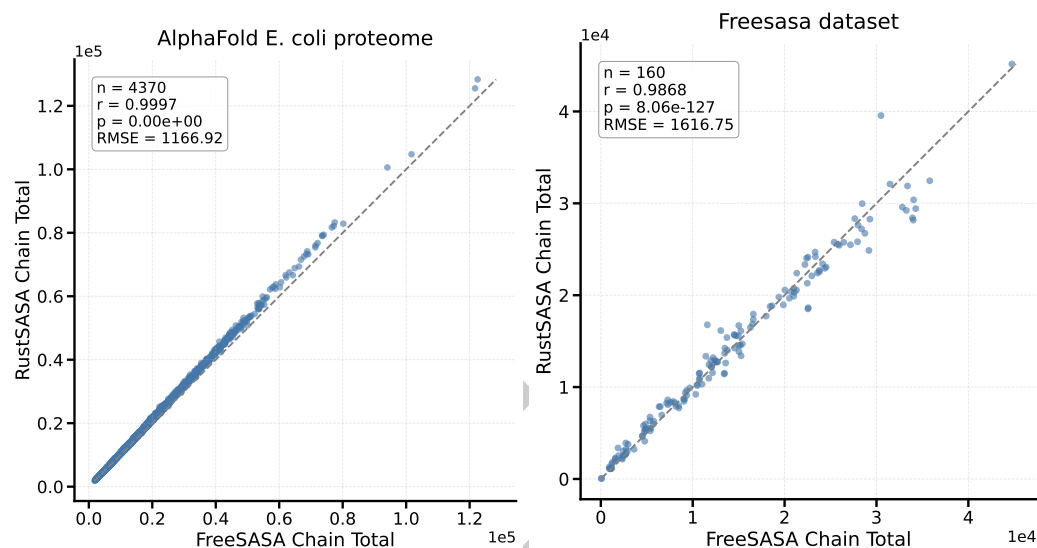 AlphaFold E. coli proteome
1e5
n = 4370
r = 0.9997
p = 0.00e+00
RMSE = 1166.92
RustSASA Chain Total
1.2
1.0
0.8
0.6
0.4
0.2
0.0
0.0 0.2 0.4 0.6 0.8 1.0 1.2
FreeSASA Chain Total
1e5
Freesasa dataset
1e4
n = 160
r = 0.9868
p = 8.06e-127
RMSE = 1616.75
RustSASA Chain Total
4
3
2
1
0
0 1 2 3 4
FreeSASA Chain Total
1e4